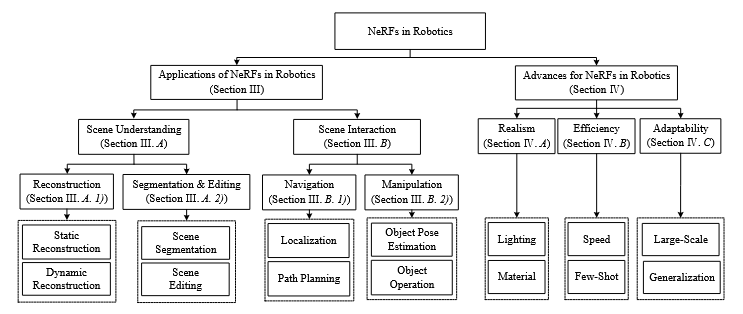 NeRFs in Robotics
Applications of NeRFs in Robotics
(Section III)
Advances for NeRFs in Robotics
(Section IV)
Scene Understanding
(Section III. A)
Scene Interaction
(Section III. B)
Realism
(Section IV. A)
Efficiency
(Section IV. B)
Adaptability
(Section IV. C)
Reconstruction
(Section III. A. 1))
Segmentation & Editing
(Section III. A. 2))
Navigation
(Section III. B. 1))
Manipulation
(Section III. B. 2))
Static
Reconstruction
Dynamic
Reconstruction
Scene
Segmentation
Scene
Editing
Localization
Path Planning
Object Pose
Estimation
Object
Operation
Lighting
Material
Speed
Few-Shot
Large-Scale
Generalization